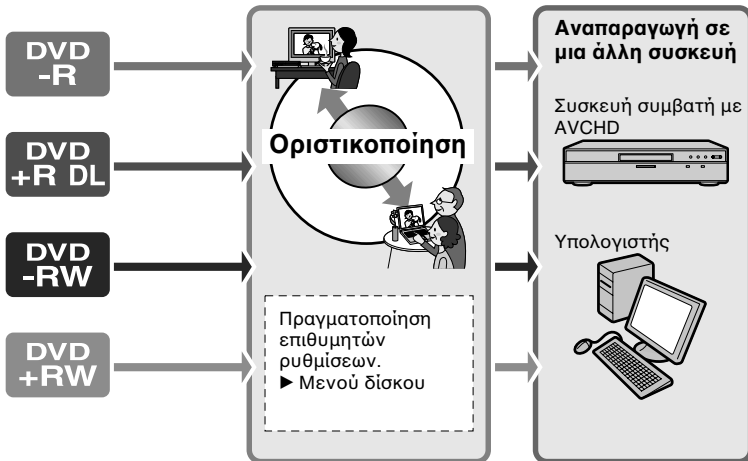 DVD
-R
DVD
+R DL
DVD
-RW
DVD
+RW
Οριστικοποίηση
Πραγματοποίηση
επιθυμητών
ρυθμίσεων.
► Μενού δίσκου
Αναπαραγωγή σε
μια άλλη συσκευή
Συσκευή συμβατή με
AVCHD
Υπολογιστής